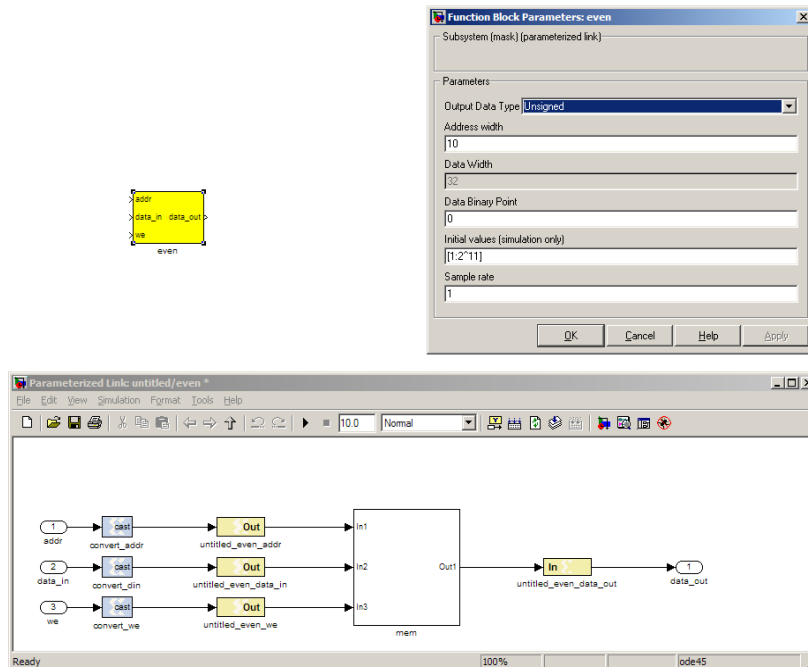 Function Block Parameters: even
Subsystem (mask) (parameterized link)
Parameters
Output Data Type Unsigned
Address width
10
Data Width
32
Data Binary Point
0
Initial values (simulation only)
[1:2^11]
Sample rate
1
OK Cancel Help Apply
addr
data_in data_out
we
even
Parameterized Link: untitled/even *
File Edit View Simulation Format Tools Help
10.0 Normal
1 cast Out In1
addr convert_addr untitled_even_addr
2 cast Out In2 Out1 In 1
data_in convert_din untitled_even_data_in untitled_even_data_out data_out
3 cast Out In3
we convert_we untitled_even_we mem
Ready 100% ode45